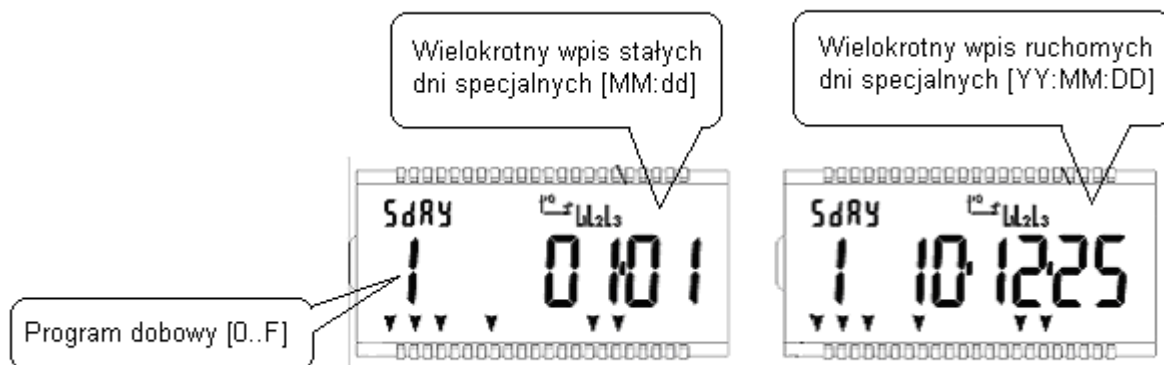 Wielokrotny wpis stałych
dni specjalnych [MM:dd]
Wielokrotny wpis ruchomych
dni specjalnych [YY:MM:DD]
SdAY
1 01:01
SdAY
1 10:12:25
Program dobowy [0..F]